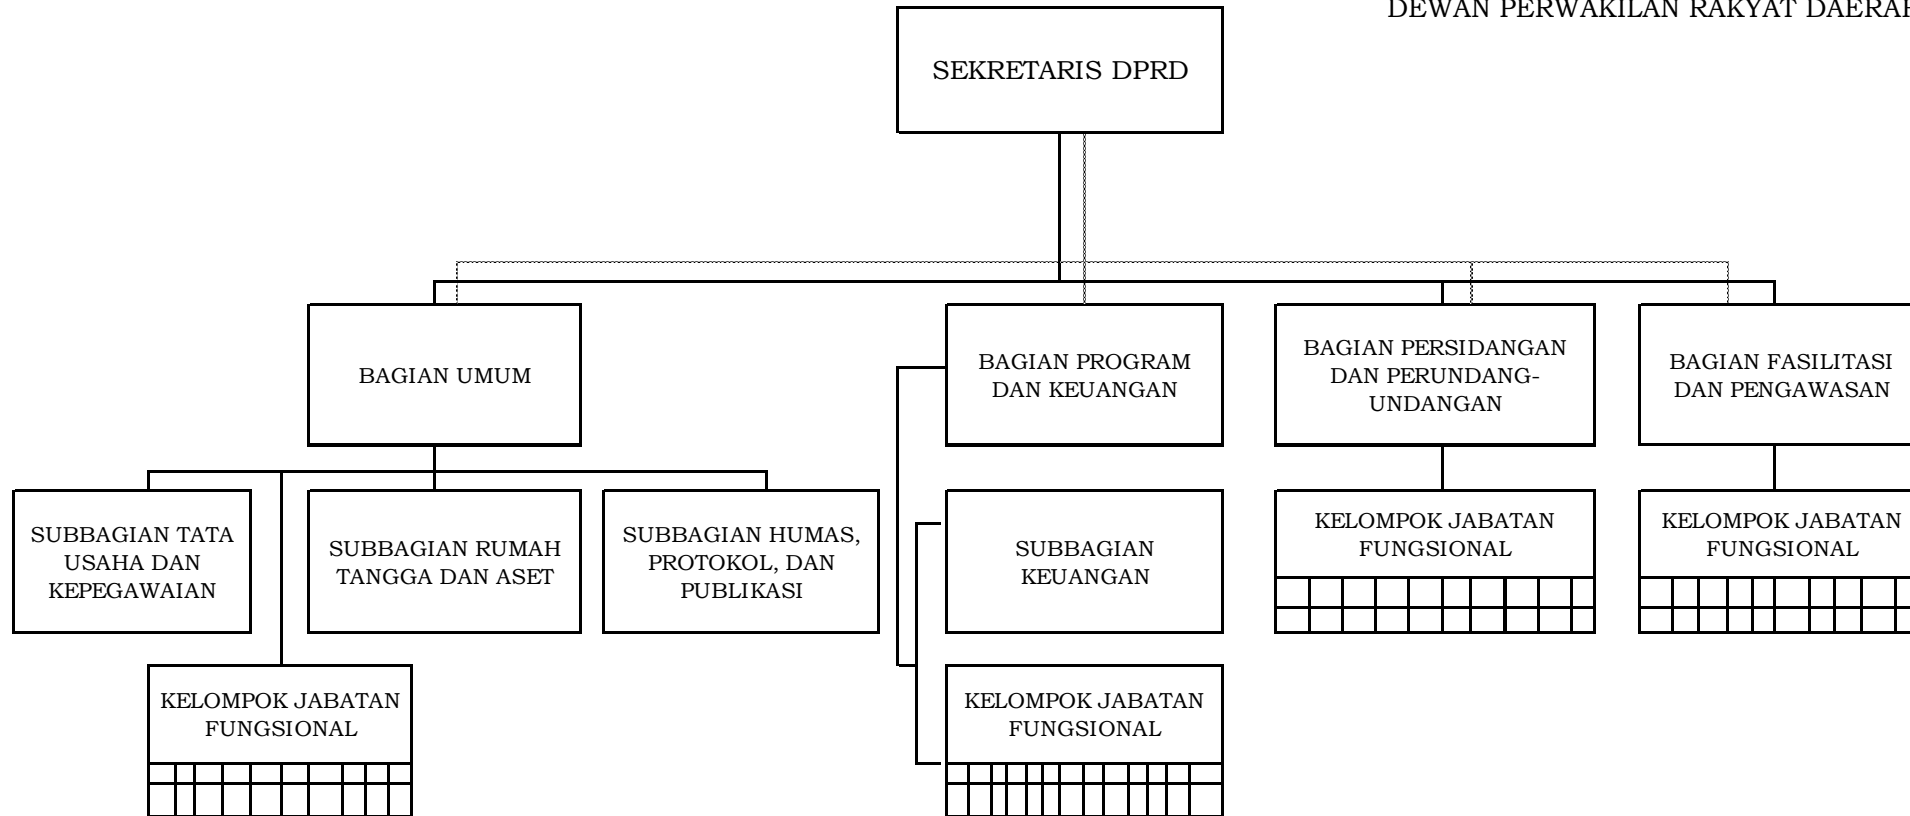 DEWAN PERWAKILAN RAKYAT DAERAH
SEKRETARIS DPRD
BAGIAN UMUM
BAGIAN PROGRAM
DAN KEUANGAN
BAGIAN PERSIDANGAN
DAN PERUNDANG-
UNDANGAN
BAGIAN FASILITASI
DAN PENGAWASAN
SUBBAGIAN TATA
USAHA DAN
KEPEGAWAIAN
SUBBAGIAN RUMAH
TANGGA DAN ASET
SUBBAGIAN HUMAS,
PROTOKOL, DAN
PUBLIKASI
SUBBAGIAN
KEUANGAN
KELOMPOK JABATAN
FUNGSIONAL
KELOMPOK JABATAN
FUNGSIONAL
KELOMPOK JABATAN
FUNGSIONAL
KELOMPOK JABATAN
FUNGSIONAL